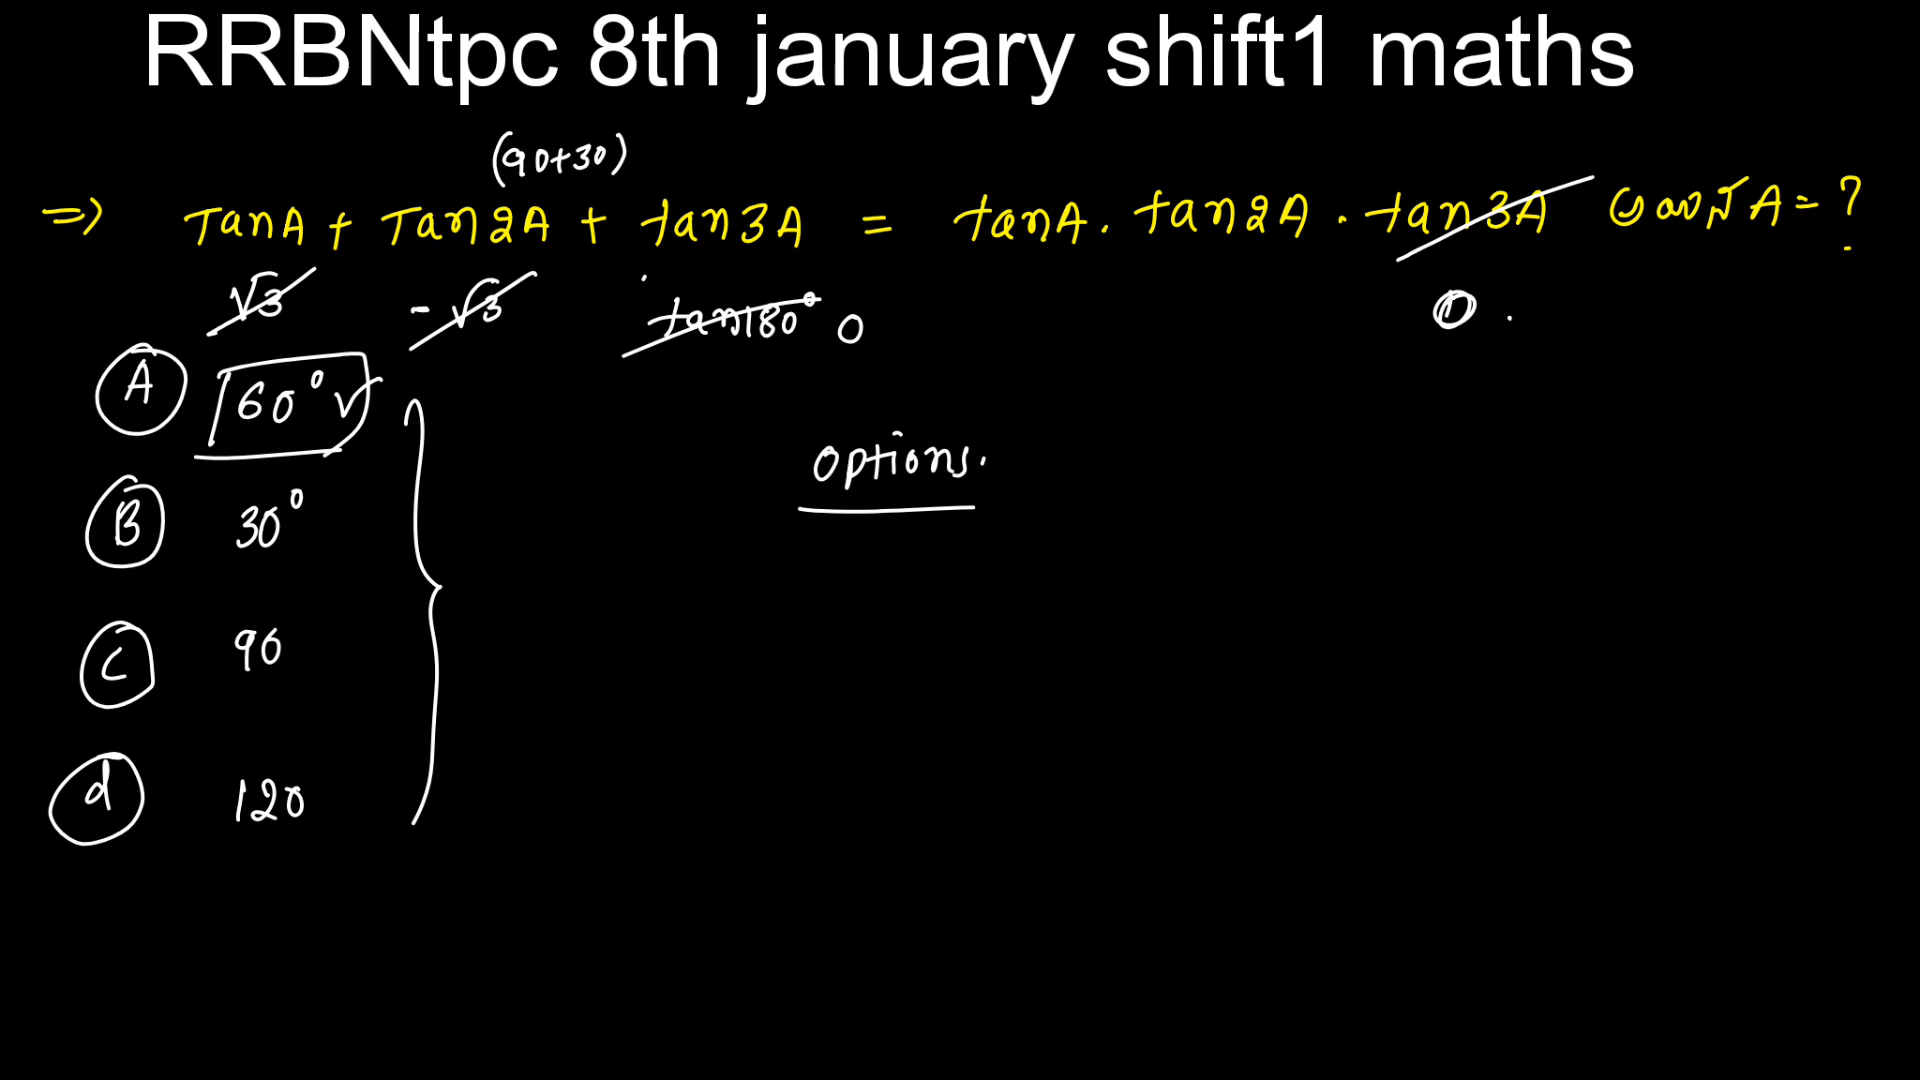 RRBNtpc 8th january shift1 maths
(90+30)
=> TanA + Tan2A + tan3A = tanA . tan2A . tan3A అయితే A = ?
√3 - √3 tan180° 0 0 .
A 60° ✓
options.
B 30°
C 90
d 120